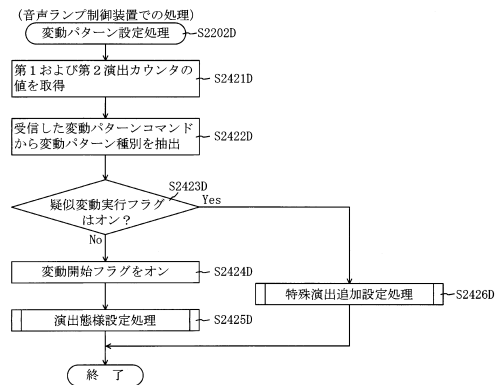 (音声ランプ制御装置での処理)
変動パターン設定処理
S2202D
第1および第2演出カウンタの
値を取得
S2421D
受信した変動パターンコマンド
から変動パターン種別を抽出
S2422D
S2423D
疑似変動実行フラグ
はオン?
Yes
No
変動開始フラグをオン
S2424D
特殊演出追加設定処理
S2426D
演出態様設定処理
S2425D
終 了